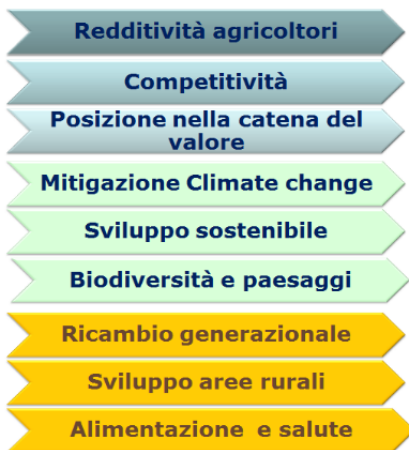 Redditività agricoltori
Competitività
Posizione nella catena del
valore
Mitigazione Climate change
Sviluppo sostenibile
Biodiversità e paesaggi
Ricambio generazionale
Sviluppo aree rurali
Alimentazione e salute